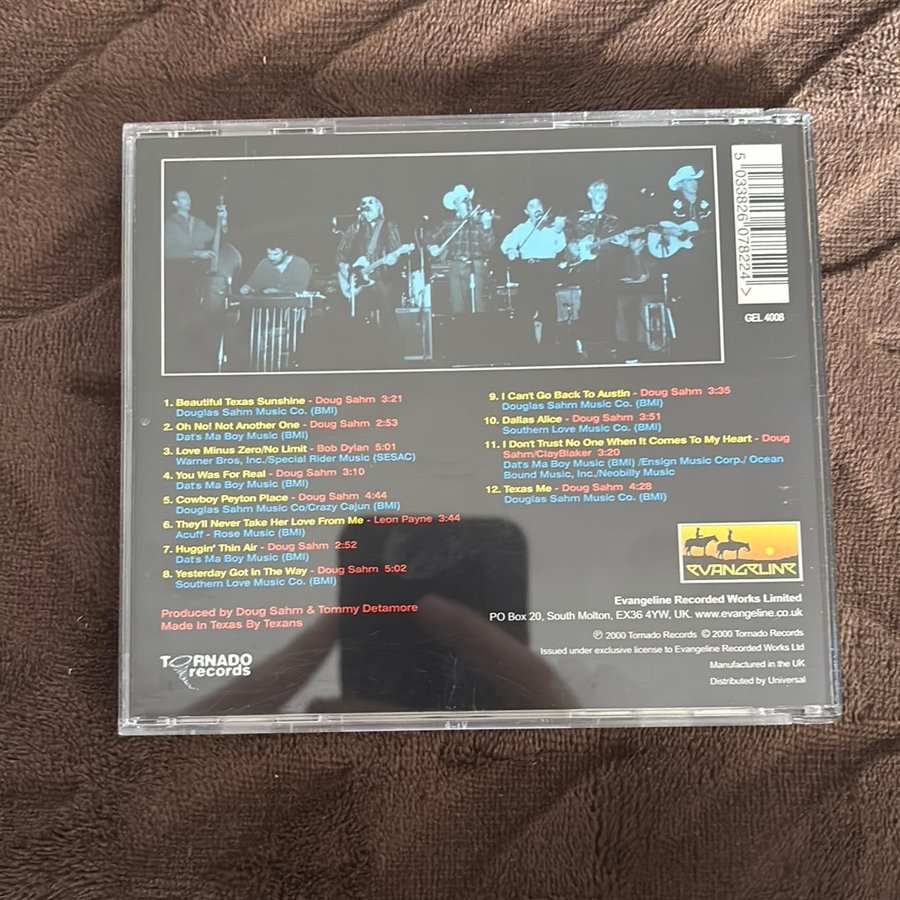 5 033826 078224 >
GEL 4008
1. Beautiful Texas Sunshine - Doug Sahm 3:21
Douglas Sahm Music Co. (BMI)
2. Oh No! Not Another One - Doug Sahm 2:53
Dat's Ma Boy Music (BMI)
3. Love Minus Zero/No Limit - Bob Dylan 5:01
Warner Bros, Inc./Special Rider Music (SESAC)
4. You Was For Real - Doug Sahm 3:10
Dat's Ma Boy Music (BMI)
5. Cowboy Peyton Place - Doug Sahm 4:44
Douglas Sahm Music Co/Crazy Cajun (BMI)
6. They'll Never Take Her Love From Me - Leon Payne 3:44
Acuff - Rose Music (BMI)
7. Huggin' Thin Air - Doug Sahm 2:52
Dat's Ma Boy Music (BMI)
8. Yesterday Got In The Way - Doug Sahm 5:02
Southern Love Music Co. (BMI)
9. I Can't Go Back To Austin - Doug Sahm 3:35
Douglas Sahm Music Co. (BMI)
10. Dallas Alice - Doug Sahm 3:51
Southern Love Music Co. (BMI)
11. I Don't Trust No One When It Comes To My Heart - Doug
Sahm/ClayBlaker 3:20
Dat's Ma Boy Music (BMI) /Ensign Music Corp./ Ocean
Bound Music, Inc./Neobilly Music
12. Texas Me - Doug Sahm 4:28
Douglas Sahm Music Co. (BMI)
Produced by Doug Sahm & Tommy Detamore
Made In Texas By Texans
TORNADO
records
EVANGELINE
Evangeline Recorded Works Limited
PO Box 20, South Molton, EX36 4YW, UK. www.evangeline.co.uk
℗ 2000 Tornado Records © 2000 Tornado Records
Issued under exclusive license to Evangeline Recorded Works Ltd
Manufactured in the UK
Distributed by Universal